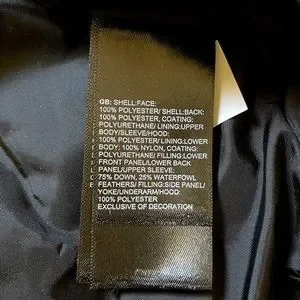 GB: SHELL:FACE:
100% POLYESTER/ SHELL:BACK:
100% POLYESTER, COATING:
POLYURETHANE/ LINING:UPPER
BODY/SLEEVE/HOOD:
100% POLYESTER/ LINING:LOWER
BODY: 100% NYLON, COATING:
POLYURETHANE/ FILLING:LOWER
FRONT PANEL/LOWER BACK
PANEL/UPPER SLEEVE:
75% DOWN, 25% WATERFOWL
FEATHERS/ FILLING:SIDE PANEL/
YOKE/UNDERARM/HOOD:
100% POLYESTER
EXCLUSIVE OF DECORATION